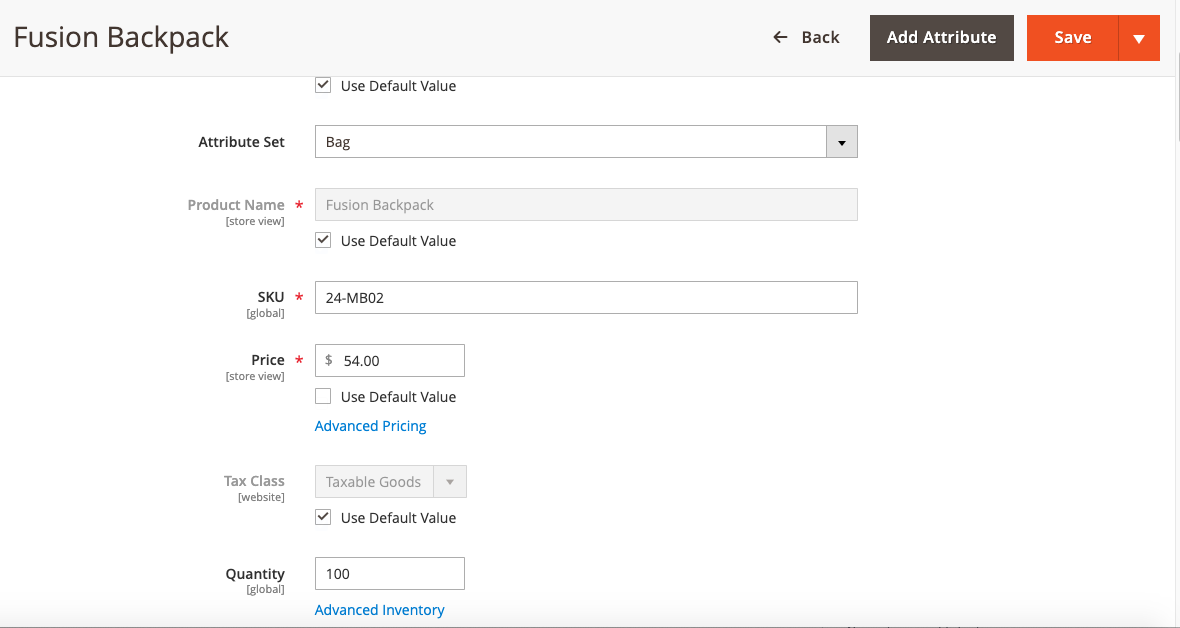 Fusion Backpack
Back
Add Attribute
Save
Use Default Value
Attribute Set
Bag
Product Name *
[store view]
Fusion Backpack
Use Default Value
SKU *
[global]
24-MB02
Price *
[store view]
$ 54.00
Use Default Value
Advanced Pricing
Tax Class
[website]
Taxable Goods
Use Default Value
Quantity
[global]
100
Advanced Inventory